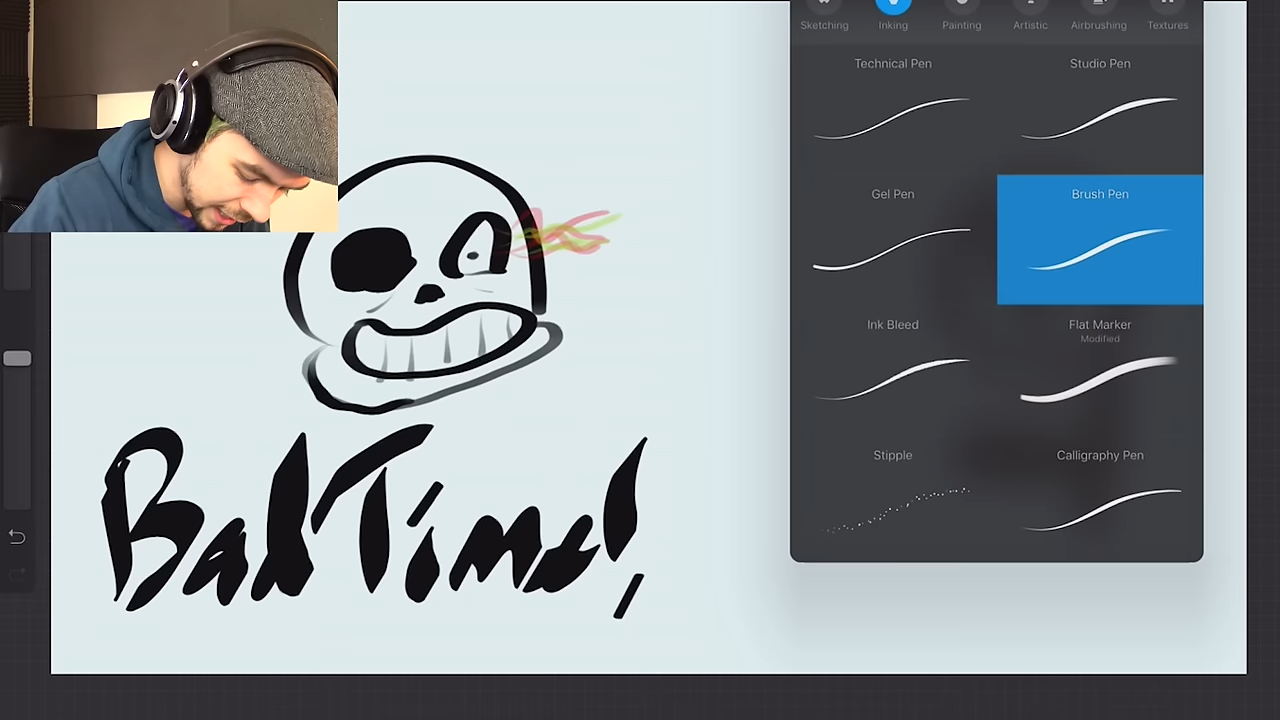 Sketching Inking Painting Artistic Airbrushing Textures
Technical Pen Studio Pen
Gel Pen Brush Pen
Ink Bleed Flat Marker
Modified
Stipple Calligraphy Pen
Bad Time!